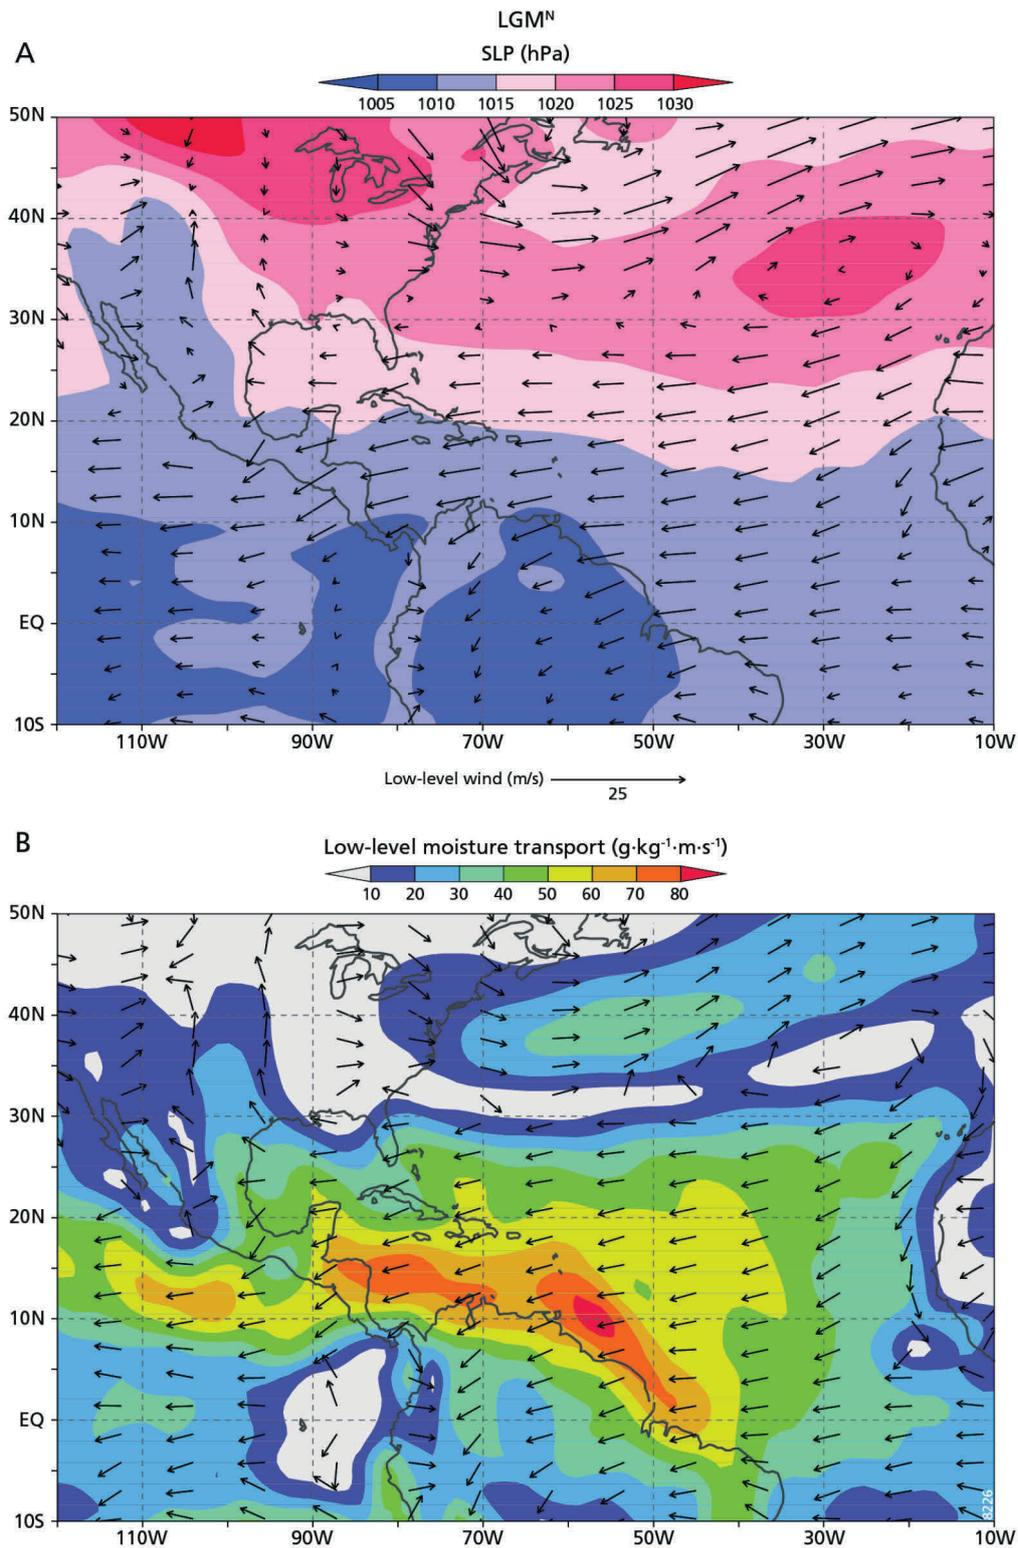 LGMᴺ
A
SLP (hPa)
1005 1010 1015 1020 1025 1030
50N
40N
30N
20N
10N
EQ
10S
110W 90W 70W 50W 30W 10W
Low-level wind (m/s)
25
B
Low-level moisture transport (g·kg⁻¹·m·s⁻¹)
10 20 30 40 50 60 70 80
50N
40N
30N
20N
10N
EQ
10S
8226
110W 90W 70W 50W 30W 10W